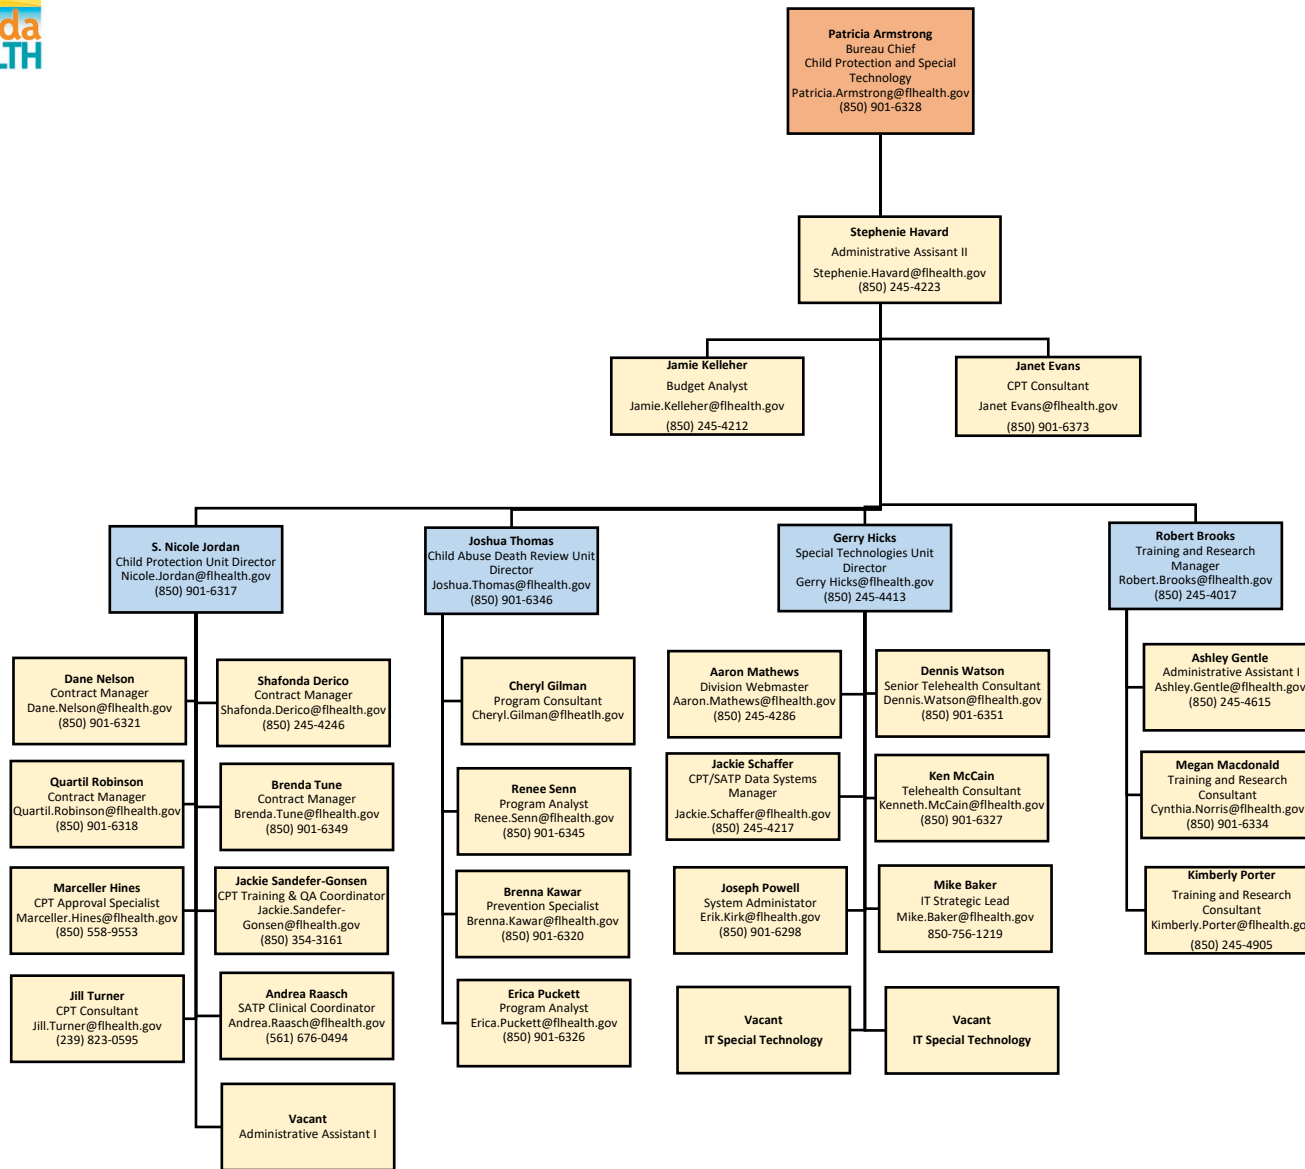 da
LTH
Patricia Armstrong
Bureau Chief
Child Protection and Special
Technology
Patricia.Armstrong@flhealth.gov
(850) 901-6328
Stephenie Havard
Administrative Assisant II
Stephenie.Havard@flhealth.gov
(850) 245-4223
Jamie Kelleher
Budget Analyst
Jamie.Kelleher@flhealth.gov
(850) 245-4212
Janet Evans
CPT Consultant
Janet Evans@flhealth.gov
(850) 901-6373
S. Nicole Jordan
Child Protection Unit Director
Nicole.Jordan@flhealth.gov
(850) 901-6317
Joshua Thomas
Child Abuse Death Review Unit
Director
Joshua.Thomas@flhealth.gov
(850) 901-6346
Gerry Hicks
Special Technologies Unit
Director
Gerry Hicks@flhealth.gov
(850) 245-4413
Robert Brooks
Training and Research
Manager
Robert.Brooks@flhealth.gov
(850) 245-4017
Dane Nelson
Contract Manager
Dane.Nelson@flhealth.gov
(850) 901-6321
Shafonda Derico
Contract Manager
Shafonda.Derico@flhealth.gov
(850) 245-4246
Quartil Robinson
Contract Manager
Quartil.Robinson@flhealth.gov
(850) 901-6318
Brenda Tune
Contract Manager
Brenda.Tune@flhealth.gov
(850) 901-6349
Marceller Hines
CPT Approval Specialist
Marceller.Hines@flhealth.gov
(850) 558-9553
Jackie Sandefer-Gonsen
CPT Training & QA Coordinator
Jackie.Sandefer-
Gonsen@flhealth.gov
(850) 354-3161
Jill Turner
CPT Consultant
Jill.Turner@flhealth.gov
(239) 823-0595
Andrea Raasch
SATP Clinical Coordinator
Andrea.Raasch@flhealth.gov
(561) 676-0494
Vacant
Administrative Assistant I
Cheryl Gilman
Program Consultant
Cheryl.Gilman@flheatlh.gov
Renee Senn
Program Analyst
Renee.Senn@flhealth.gov
(850) 901-6345
Brenna Kawar
Prevention Specialist
Brenna.Kawar@flhealth.gov
(850) 901-6320
Erica Puckett
Program Analyst
Erica.Puckett@flhealth.gov
(850) 901-6326
Aaron Mathews
Division Webmaster
Aaron.Mathews@flhealth.gov
(850) 245-4286
Dennis Watson
Senior Telehealth Consultant
Dennis.Watson@flhealth.gov
(850) 901-6351
Jackie Schaffer
CPT/SATP Data Systems
Manager
Jackie.Schaffer@flhealth.gov
(850) 245-4217
Ken McCain
Telehealth Consultant
Kenneth.McCain@flhealth.gov
(850) 901-6327
Joseph Powell
System Administator
Erik.Kirk@flhealth.gov
(850) 901-6298
Mike Baker
IT Strategic Lead
Mike.Baker@flhealth.gov
850-756-1219
Vacant
IT Special Technology
Vacant
IT Special Technology
Ashley Gentle
Administrative Assistant I
Ashley.Gentle@flhealth.gov
(850) 245-4615
Megan Macdonald
Training and Research
Consultant
Cynthia.Norris@flhealth.gov
(850) 901-6334
Kimberly Porter
Training and Research
Consultant
Kimberly.Porter@flhealth.go
(850) 245-4905